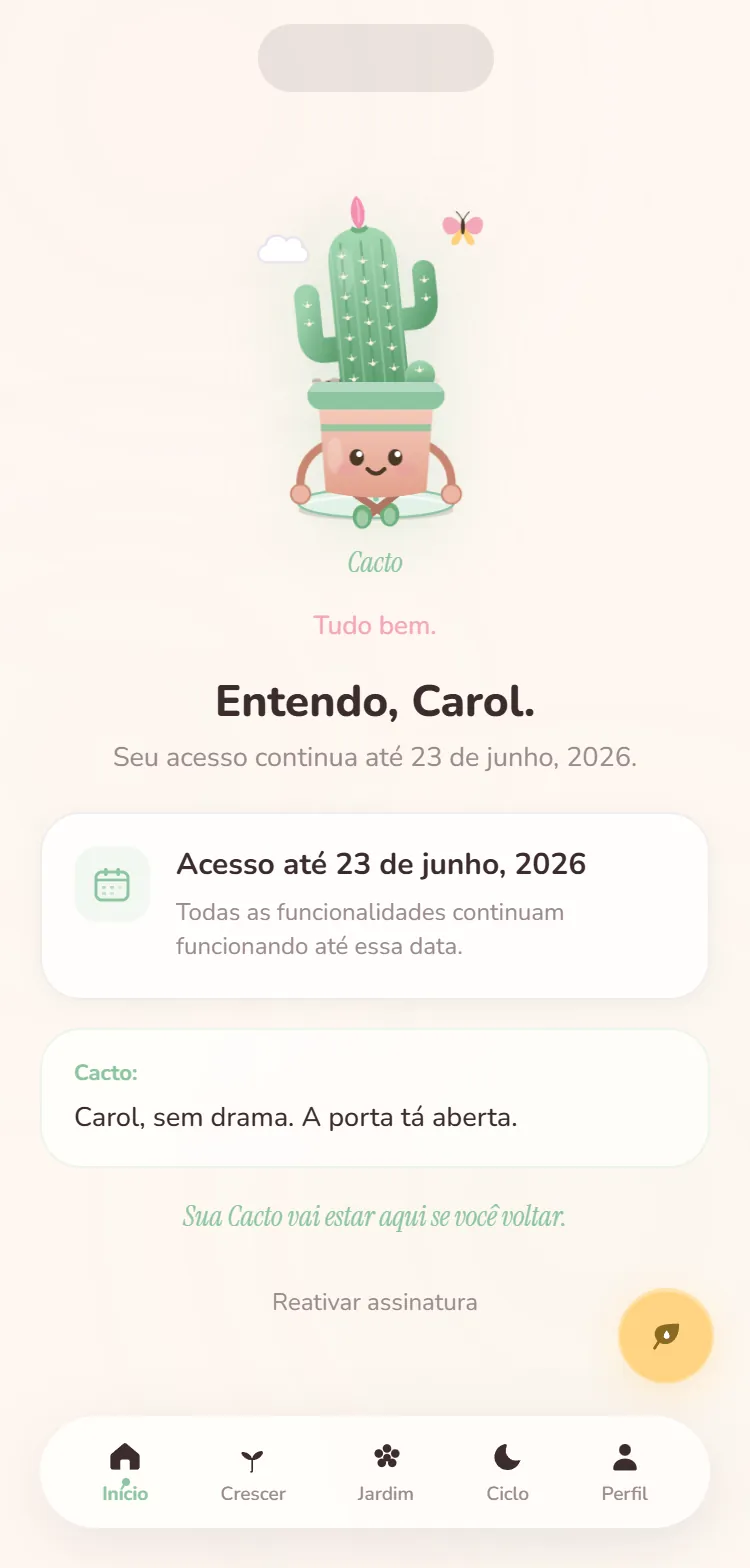 Cacto
Tudo bem.
Entendo, Carol.
Seu acesso continua até 23 de junho, 2026.
Acesso até 23 de junho, 2026
Todas as funcionalidades continuam
funcionando até essa data.
Cacto:
Carol, sem drama. A porta tá aberta.
Sua Cacto vai estar aqui se você voltar.
Reativar assinatura
Início
Crescer
Jardim
Ciclo
Perfil